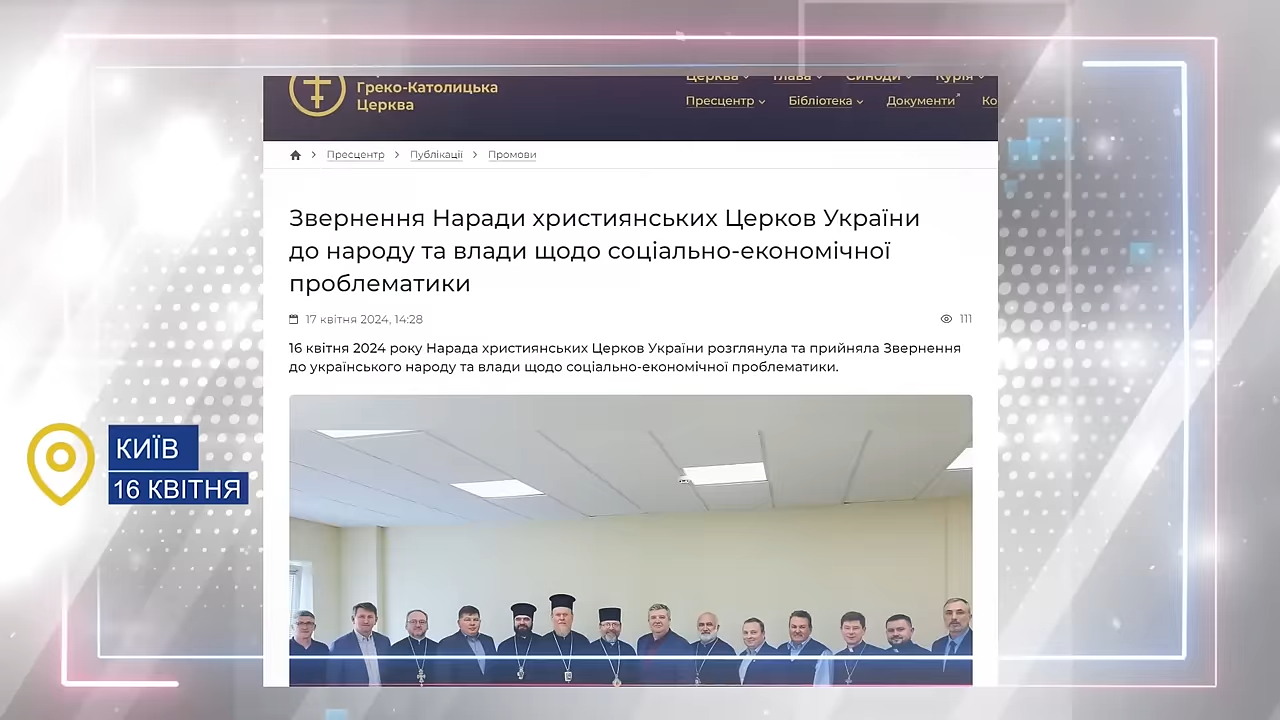 Греко-Католицька
Церква
Церква Глава Синоди Курія
Пресцентр Бібліотека Документи Ко
Пресцентр Публікації Промови
Звернення Наради християнських Церков України
до народу та влади щодо соціально-економічної
проблематики
17 квітня 2024, 14:28
111
16 квітня 2024 року Нарада християнських Церков України розглянула та прийняла Звернення
до українського народу та влади щодо соціально-економічної проблематики.
КИЇВ
16 КВІТНЯ